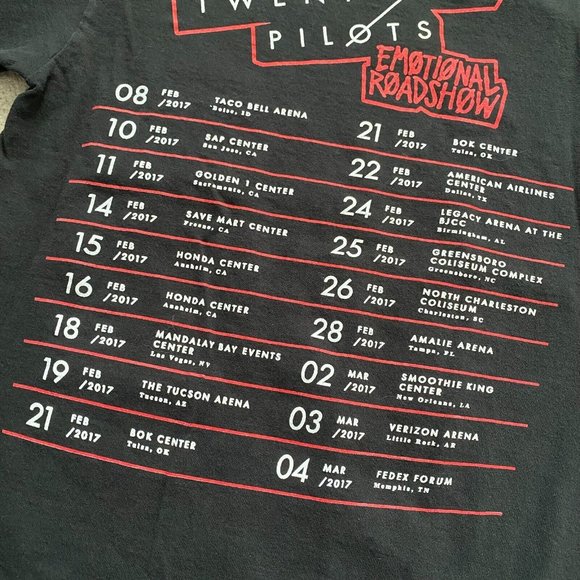 TWEN
PILØTS
EMØTIØNAL
RØADSHØW
08 FEB /2017 TACO BELL ARENA
Boise, ID
10 FEB /2017 SAP CENTER
San Jose, CA
11 FEB /2017 GOLDEN 1 CENTER
Sacramento, CA
14 FEB /2017 SAVE MART CENTER
Fresno, CA
15 FEB /2017 HONDA CENTER
Anaheim, CA
16 FEB /2017 HONDA CENTER
Anaheim, CA
18 FEB /2017 MANDALAY BAY EVENTS
CENTER
Las Vegas, NV
19 FEB /2017 THE TUCSON ARENA
Tucson, AZ
21 FEB /2017 BOK CENTER
Tulsa, OK
21 FEB /2017 BOK CENTER
Tulsa, OK
22 FEB /2017 AMERICAN AIRLINES
CENTER
Dallas, TX
24 FEB /2017 LEGACY ARENA AT THE
BJCC
Birmingham, AL
25 FEB /2017 GREENSBORO
COLISEUM COMPLEX
Greensboro, NC
26 FEB /2017 NORTH CHARLESTON
COLISEUM
Charleston, SC
28 FEB /2017 AMALIE ARENA
Tampa, FL
02 MAR /2017 SMOOTHIE KING
CENTER
New Orleans, LA
03 MAR /2017 VERIZON ARENA
Little Rock, AR
04 MAR /2017 FEDEX FORUM
Memphis, TN